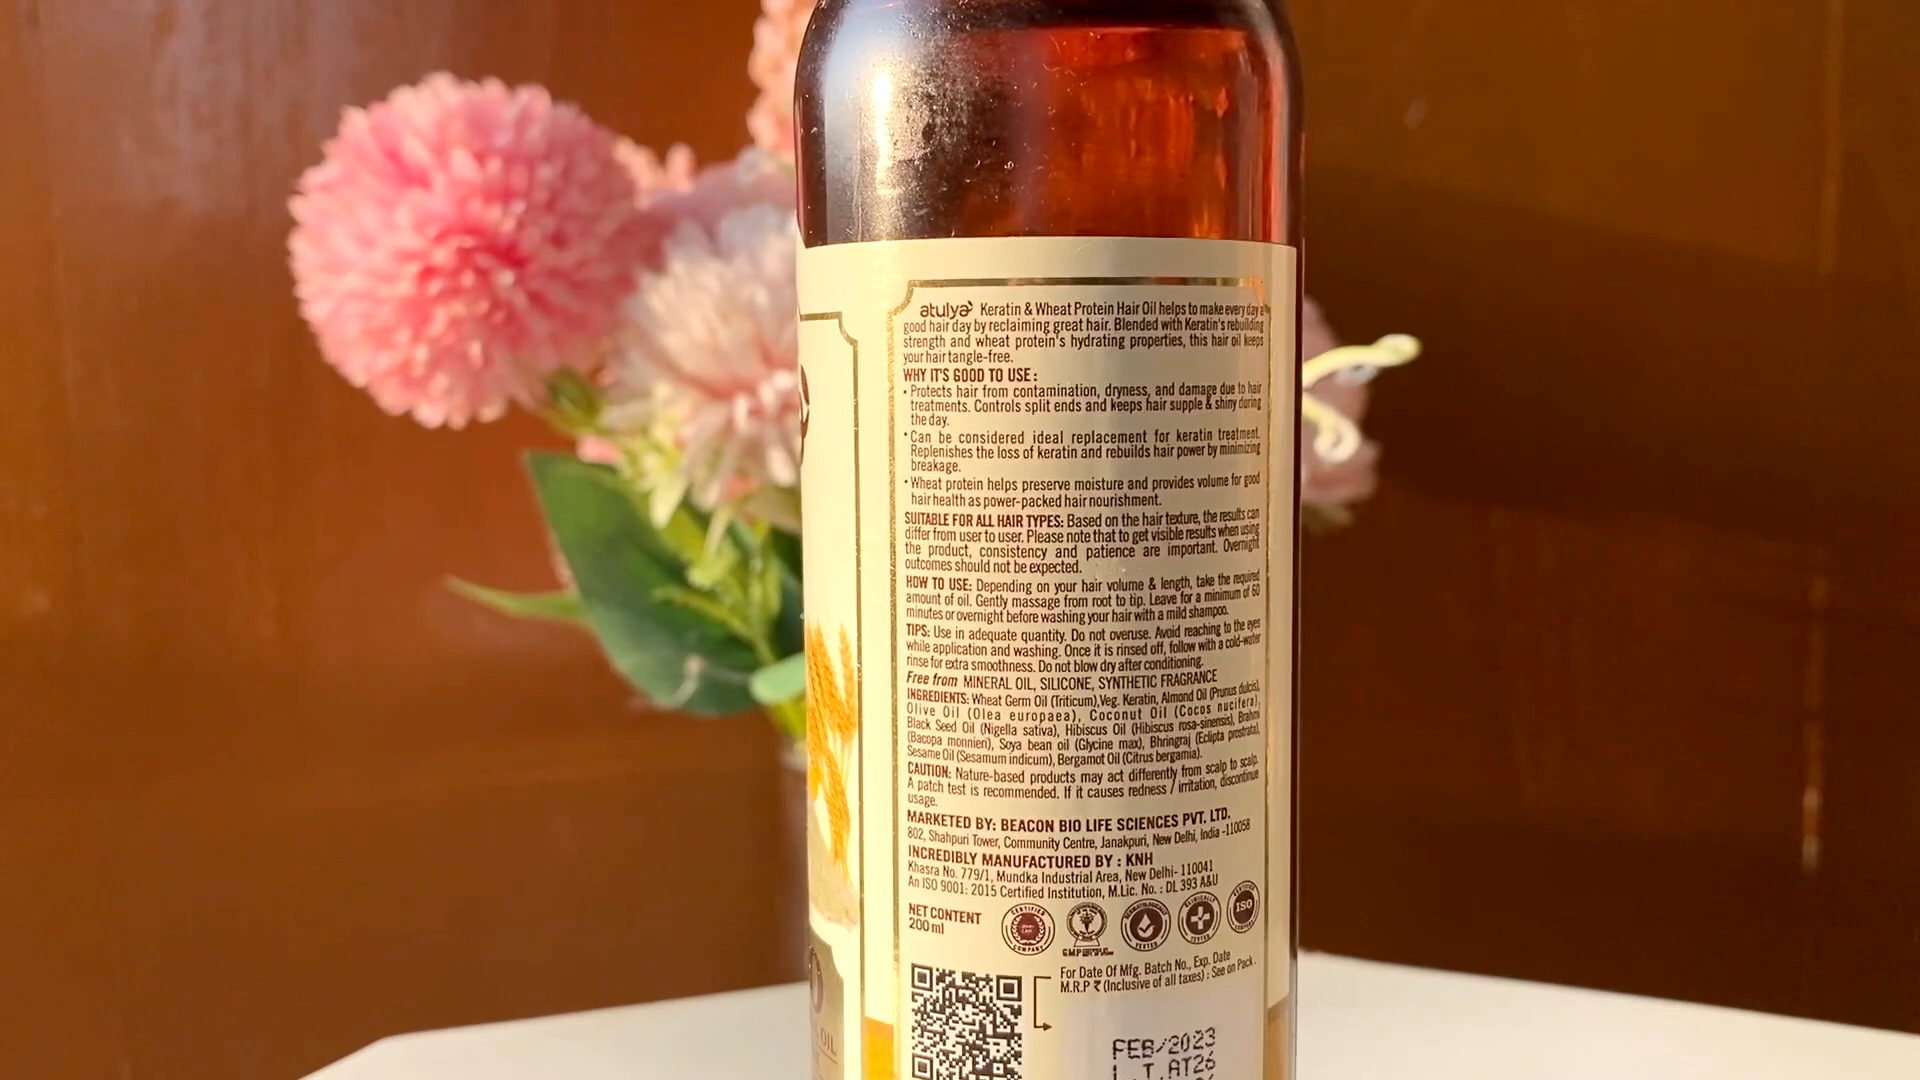 atulya Keratin & Wheat Protein Hair Oil helps to make every day a
good hair day by reclaiming great hair. Blended with Keratin's rebuilding
strength and wheat protein's hydrating properties, this hair oil keeps
your hair tangle-free.
WHY IT'S GOOD TO USE :
• Protects hair from contamination, dryness, and damage due to hair
treatments. Controls split ends and keeps hair supple & shiny during
the day.
• Can be considered ideal replacement for keratin treatment.
Replenishes the loss of keratin and rebuilds hair power by minimizing
breakage.
• Wheat protein helps preserve moisture and provides volume for good
hair health as power-packed hair nourishment.
SUITABLE FOR ALL HAIR TYPES: Based on the hair texture, the results can
differ from user to user. Please note that to get visible results when using
the product, consistency and patience are important. Overnight
outcomes should not be expected.
HOW TO USE: Depending on your hair volume & length, take the required
amount of oil. Gently massage from root to tip. Leave for a minimum of 60
minutes or overnight before washing your hair with a mild shampoo.
TIPS: Use in adequate quantity. Do not overuse. Avoid reaching to the eyes
while application and washing. Once it is rinsed off, follow with a cold-water
rinse for extra smoothness. Do not blow dry after conditioning.
Free from MINERAL OIL, SILICONE, SYNTHETIC FRAGRANCE
INGREDIENTS: Wheat Germ Oil (Triticum),Veg. Keratin, Almond Oil (Prunus dulcis),
Olive Oil (Olea europaea), Coconut Oil (Cocos nucifera),
Black Seed Oil (Nigella sativa), Hibiscus Oil (Hibiscus rosa-sinensis), Brahmi
(Bacopa monnieri), Soya bean oil (Glycine max), Bhringraj (Eclipta prostrata),
Sesame Oil (Sesamum indicum), Bergamot Oil (Citrus bergamia).
CAUTION: Nature-based products may act differently from scalp to scalp.
A patch test is recommended. If it causes redness / irritation, discontinue
usage.
MARKETED BY: BEACON BIO LIFE SCIENCES PVT. LTD.
802, Shahpuri Tower, Community Centre, Janakpuri, New Delhi, India -110058
INCREDIBLY MANUFACTURED BY : KNH
Khasra No. 779/1, Mundka Industrial Area, New Delhi- 110041
An ISO 9001: 2015 Certified Institution, M.Lic. No. : DL 393 A&U
NET CONTENT
200 ml
CERTIFIED COMPANY
GMP
DERMATOLOGICALLY TESTED
CLINICALLY TESTED
CERTIFIED ISO COMPANY
For Date Of Mfg. Batch No., Exp. Date
M.R.P ₹ (Inclusive of all taxes) : See on Pack .
FEB/2023
L.T.AT26
OIL